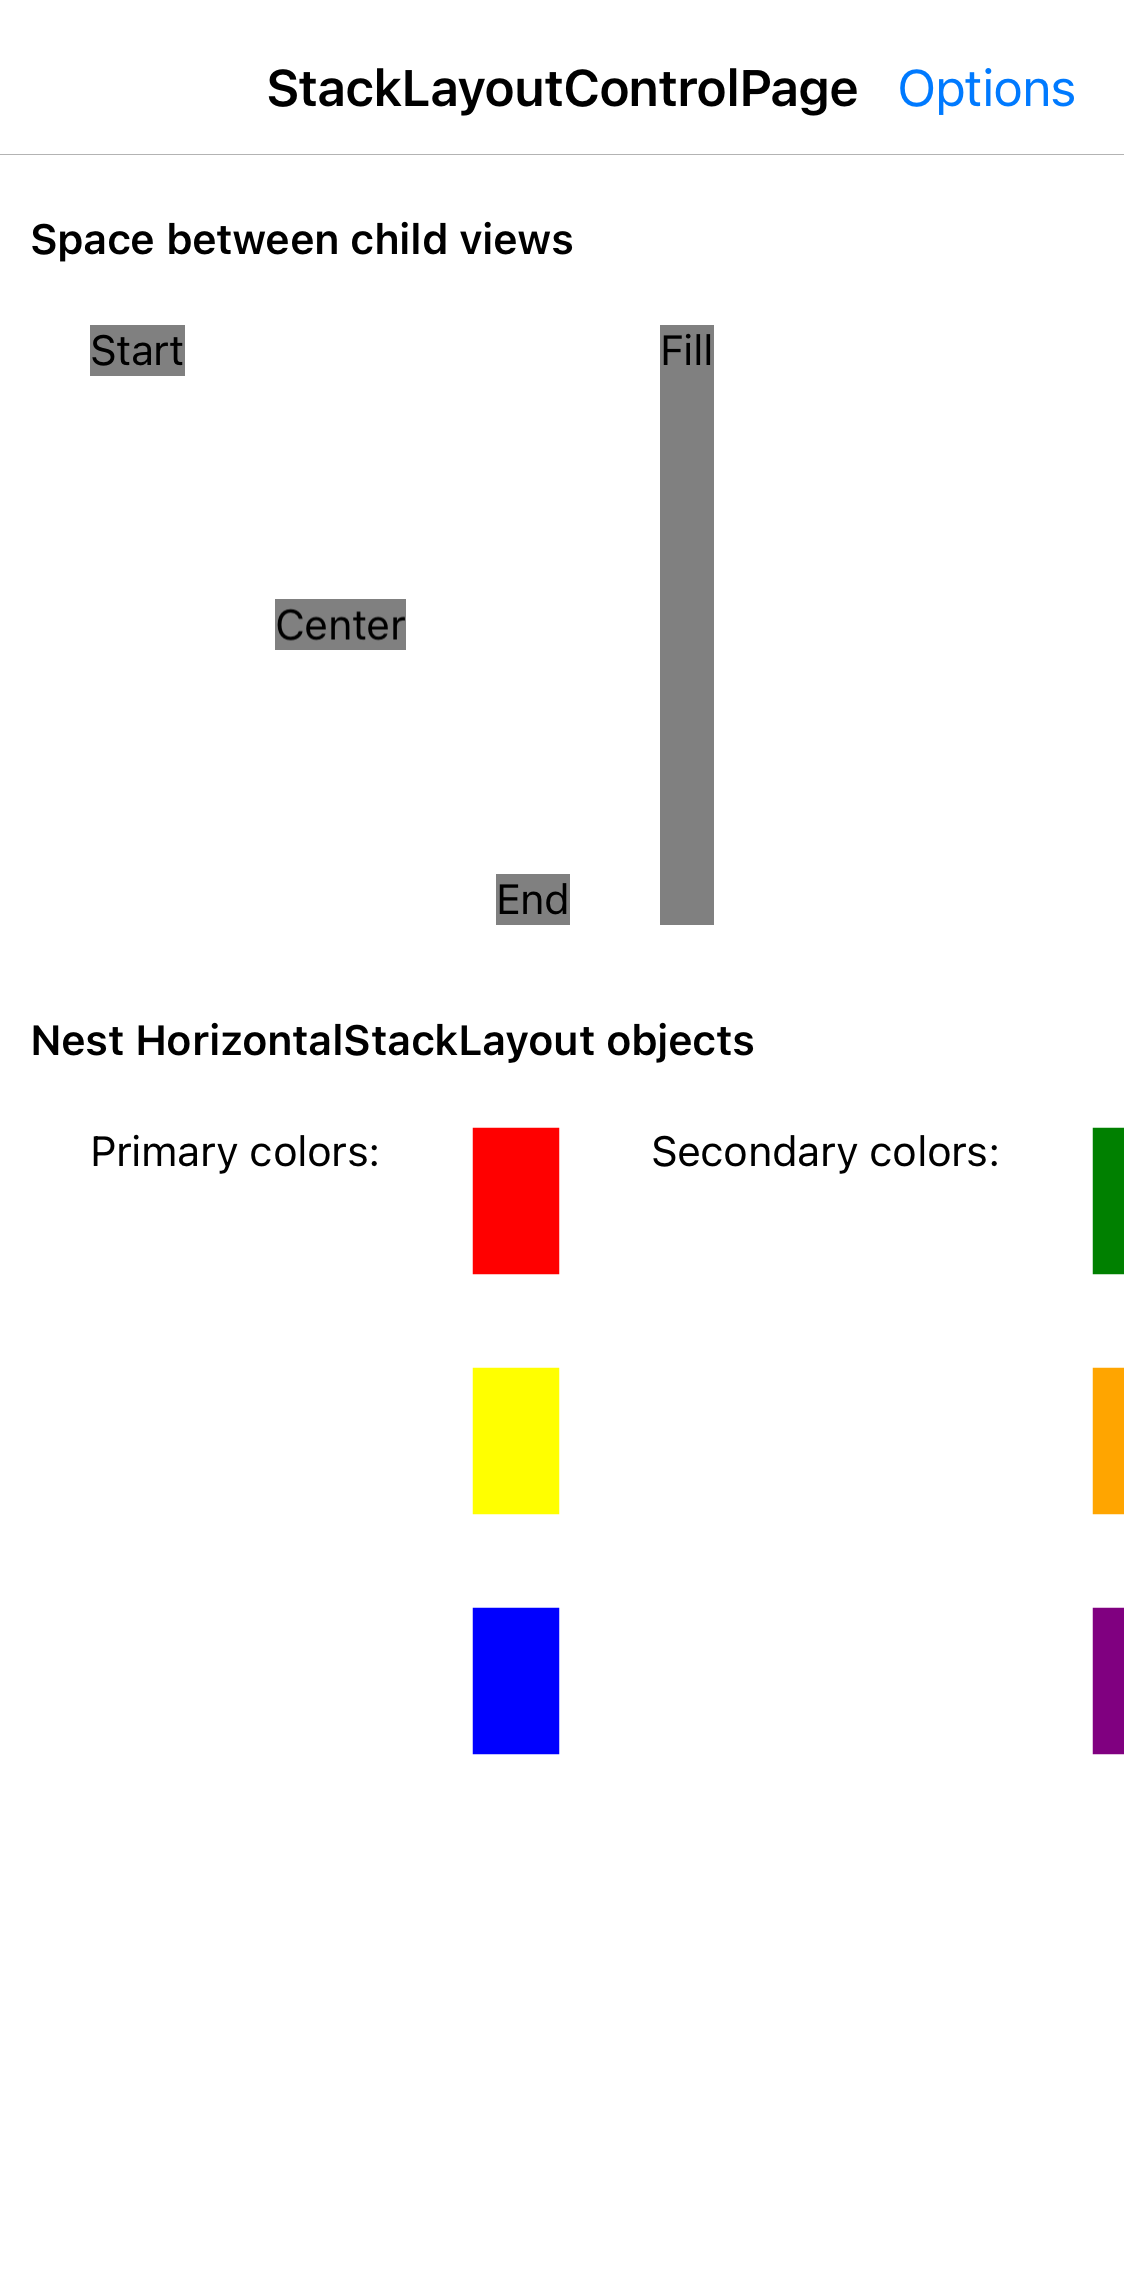 StackLayoutControlPage Options
Space between child views
Start
Fill
Center
End
Nest HorizontalStackLayout objects
Primary colors:
Secondary colors: